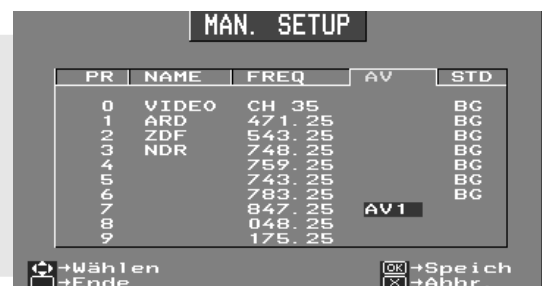 MAN. SETUP
PR NAME FREQ AV STD
0 VIDEO CH 35 BG
1 ARD 471.25 BG
2 ZDF 543.25 BG
3 NDR 748.25 BG
4 759.25 BG
5 743.25 BG
6 783.25 BG
7 847.25 AV1
8 048.25
9 175.25
→Wählen OK→Speich
→Ende X→Abbr